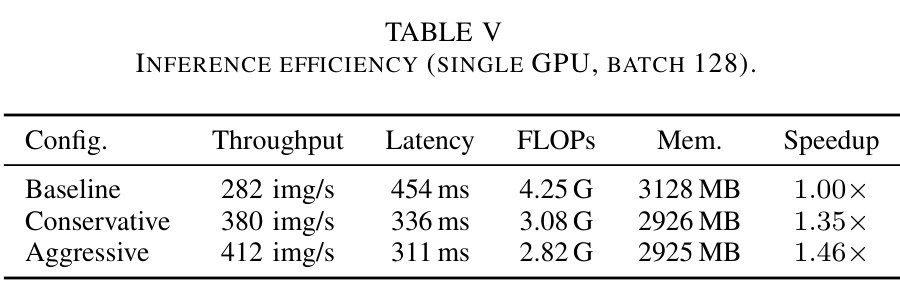 TABLE V
INFERENCE EFFICIENCY (SINGLE GPU, BATCH 128).
Config. Throughput Latency FLOPs Mem. Speedup
Baseline 282 img/s 454 ms 4.25 G 3128 MB 1.00×
Conservative 380 img/s 336 ms 3.08 G 2926 MB 1.35×
Aggressive 412 img/s 311 ms 2.82 G 2925 MB 1.46×